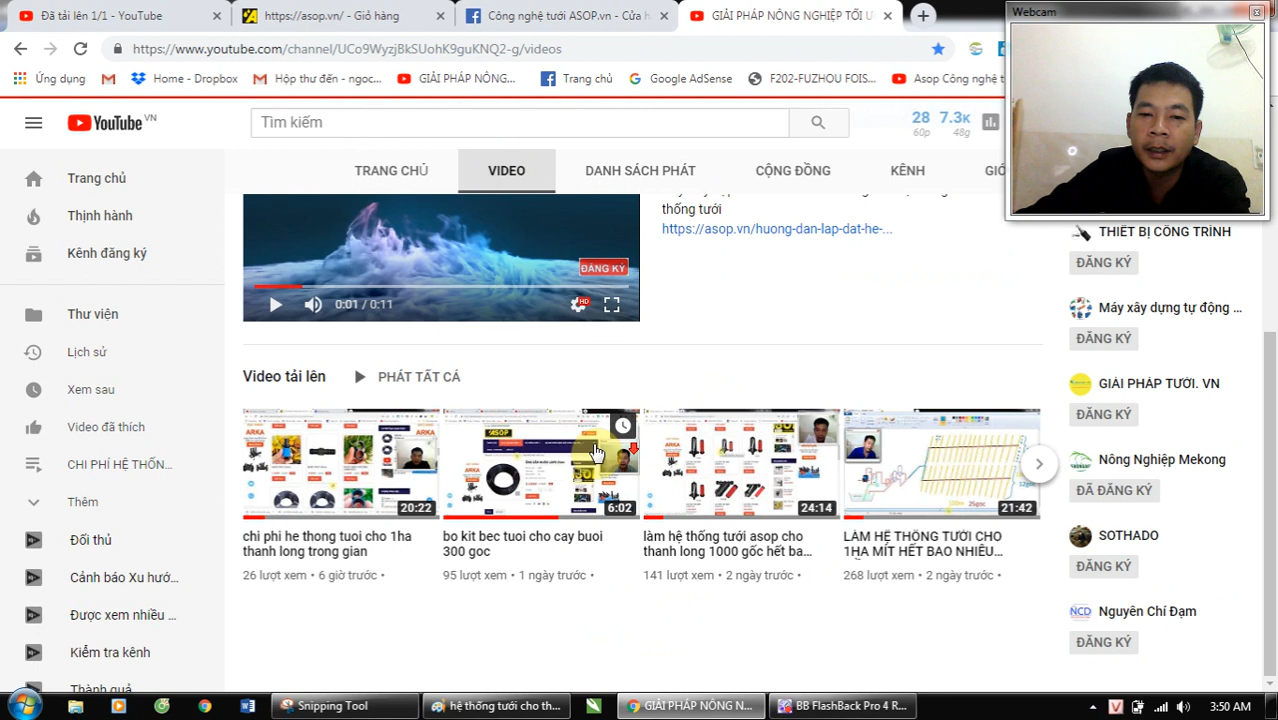 Đã tải lên 1/1 - YouTube
Công nghệ tưới ASOP.vn - Cửa h
GIẢI PHÁP NÔNG NGHIỆP TỐI Ư
Webcam
https://www.youtube.com/channel/UCo9WyzjBkSUohK9guKNQ2-g/videos
Ứng dụng
Home - Dropbox
Hộp thư đến - ngoc...
GIẢI PHÁP NÔNG...
Trang chủ
Google AdSense
F202-FUZHOU FOIS...
Asop Công nghệ t
YouTube VN
Tìm kiếm
28
60p
7.3K
48g
TRANG CHỦ
VIDEO
DANH SÁCH PHÁT
CỘNG ĐỒNG
KÊNH
GIỚ
Trang chủ
Thịnh hành
Kênh đăng ký
Thư viện
Lịch sử
Xem sau
Video đã thích
CHI PHÍ HỆ THỐN...
Thêm
Đối thủ
Cảnh báo Xu hướ...
Được xem nhiều ...
Kiểm tra kênh
Thành quả
thống tưới
https://asop.vn/huong-dan-lap-dat-he-...
ĐĂNG KÝ
0:01 / 0:11
HD
Video tải lên
PHÁT TẤT CẢ
ARKA
ARKA
20:22
ASOP
6:02
ARKA
24:14
21:42
chi phi he thong tuoi cho 1ha
thanh long trong gian
26 lượt xem • 6 giờ trước •
bo kit bec tuoi cho cay buoi
300 goc
95 lượt xem • 1 ngày trước •
làm hệ thống tưới asop cho
thanh long 1000 gốc hết ba...
141 lượt xem • 2 ngày trước •
LÀM HỆ THỐNG TƯỚI CHO
1HA MÍT HẾT BAO NHIÊU...
268 lượt xem • 2 ngày trước •
THIẾT BỊ CÔNG TRÌNH
ĐĂNG KÝ
Máy xây dựng tự động ...
ĐĂNG KÝ
GIẢI PHÁP TƯỚI. VN
ĐĂNG KÝ
Nông Nghiệp Mekong
ĐÃ ĐĂNG KÝ
SOTHADO
ĐĂNG KÝ
NCD
Nguyên Chí Đạm
ĐĂNG KÝ
Snipping Tool
hệ thống tưới cho th...
GIẢI PHÁP NÔNG N...
BB FlashBack Pro 4 R...
3:50 AM